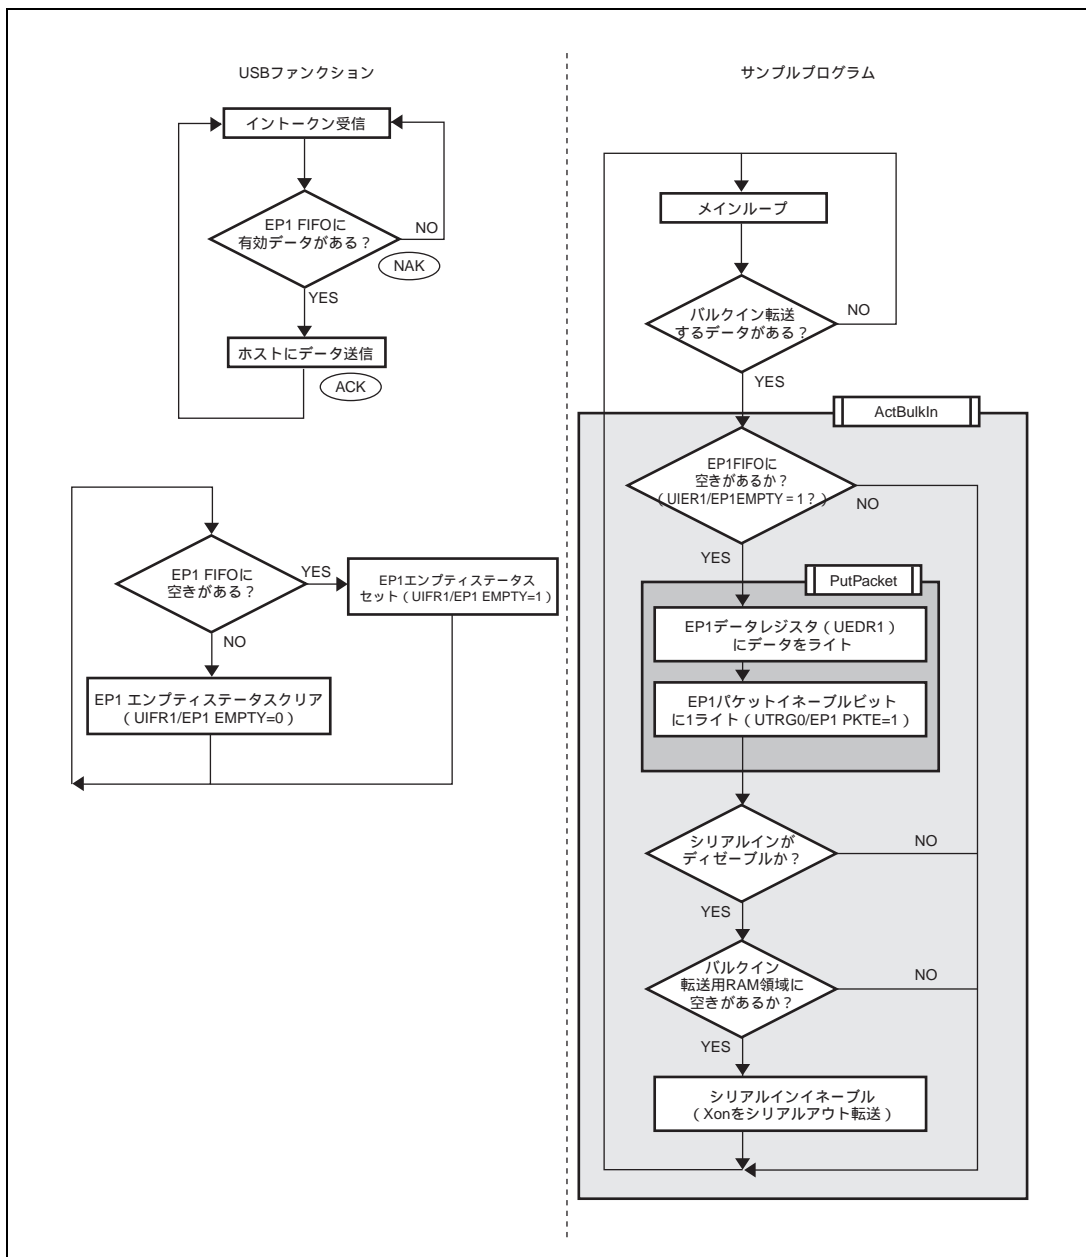 USBファンクション
イントークン受信
EP1 FIFOに
有効データがある？
NO
NAK
YES
ホストにデータ送信
ACK
EP1 FIFOに
空きがある？
YES
EP1エンプティステータス
セット（UIFR1/EP1 EMPTY=1）
NO
EP1 エンプティステータスクリア
（UIFR1/EP1 EMPTY=0）
サンプルプログラム
メインループ
バルクイン転送
するデータがある？
NO
YES
ActBulkIn
EP1FIFOに
空きがあるか？
（UIER1/EP1EMPTY = 1？）
NO
YES
PutPacket
EP1データレジスタ（UEDR1）
にデータをライト
EP1パケットイネーブルビット
に1ライト（UTRG0/EP1 PKTE=1）
シリアルインが
ディゼーブルか？
NO
YES
バルクイン
転送用RAM領域に
空きがあるか？
NO
YES
シリアルインイネーブル
（Xonをシリアルアウト転送）